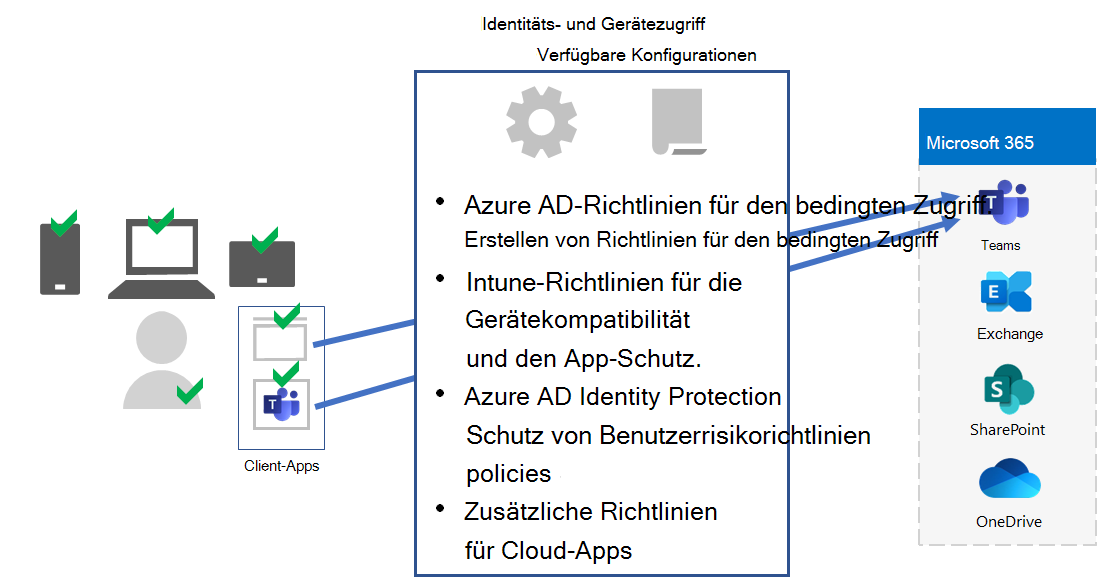 Identitäts- und Gerätezugriff
Verfügbare Konfigurationen
Microsoft 365
• Azure AD-Richtlinien für den bedingten Zugriff.
Erstellen von Richtlinien für den bedingten Zugriff
• Intune-Richtlinien für die
Gerätekompatibilität
und den App-Schutz.
• Azure AD Identity Protection
Schutz von Benutzerrisikorichtlinien
policies
• Zusätzliche Richtlinien
für Cloud-Apps
T
Client-Apps
T
Teams
E
Exchange
S
SharePoint
OneDrive